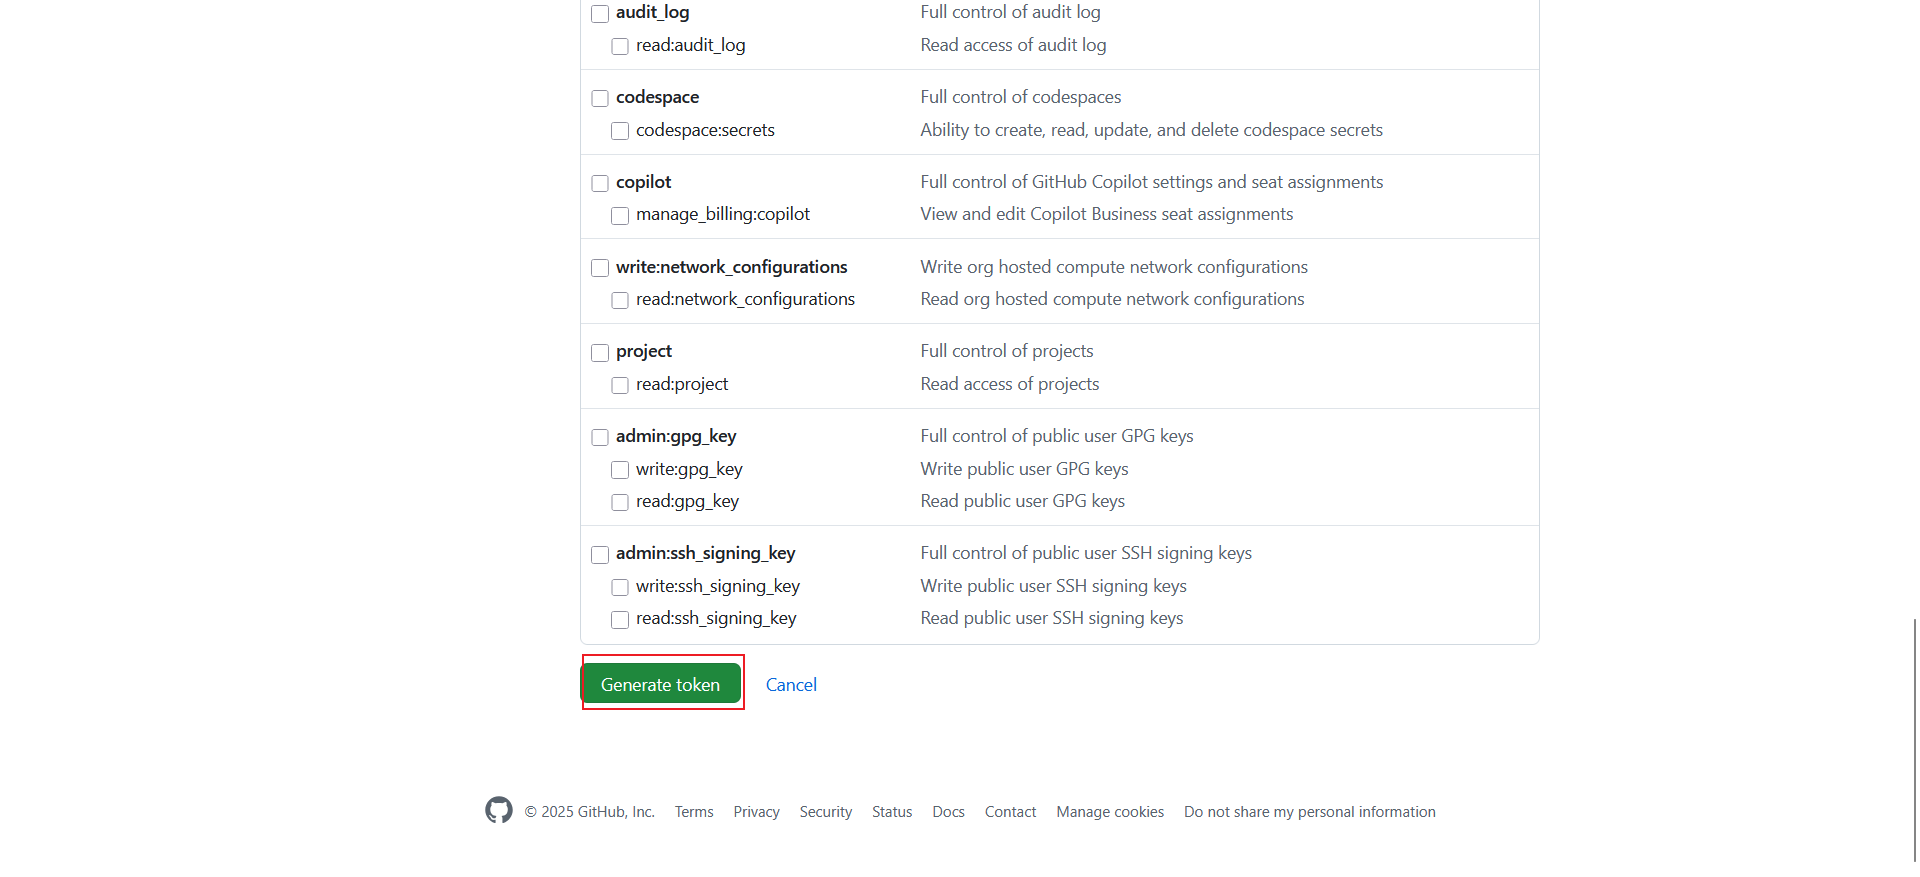 audit_log Full control of audit log
read:audit_log Read access of audit log
codespace Full control of codespaces
codespace:secrets Ability to create, read, update, and delete codespace secrets
copilot Full control of GitHub Copilot settings and seat assignments
manage_billing:copilot View and edit Copilot Business seat assignments
write:network_configurations Write org hosted compute network configurations
read:network_configurations Read org hosted compute network configurations
project Full control of projects
read:project Read access of projects
admin:gpg_key Full control of public user GPG keys
write:gpg_key Write public user GPG keys
read:gpg_key Read public user GPG keys
admin:ssh_signing_key Full control of public user SSH signing keys
write:ssh_signing_key Write public user SSH signing keys
read:ssh_signing_key Read public user SSH signing keys
Generate token Cancel
© 2025 GitHub, Inc. Terms Privacy Security Status Docs Contact Manage cookies Do not share my personal information